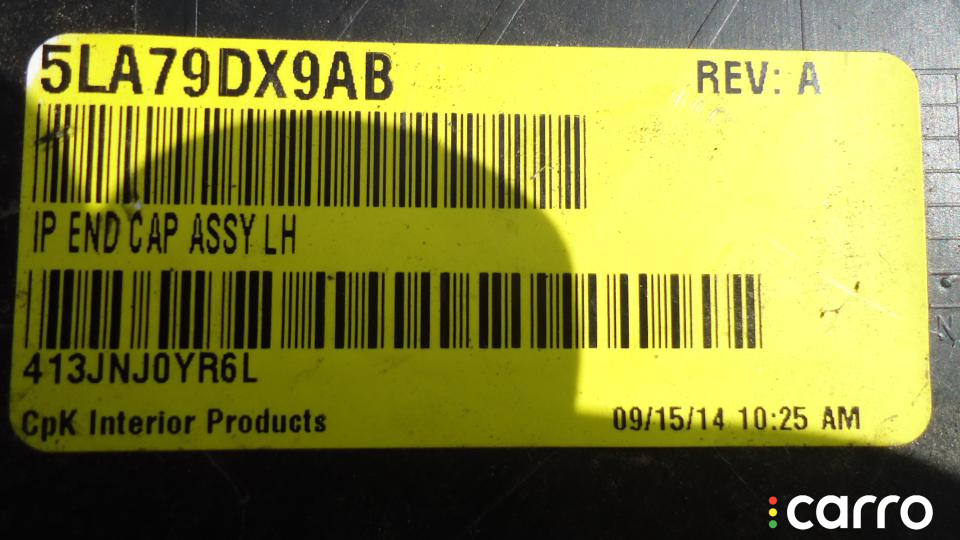 5LA79DX9AB REV: A
IP END CAP ASSY LH
413JNJ0YR6L
CpK Interior Products 09/15/14 10:25 AM
carro